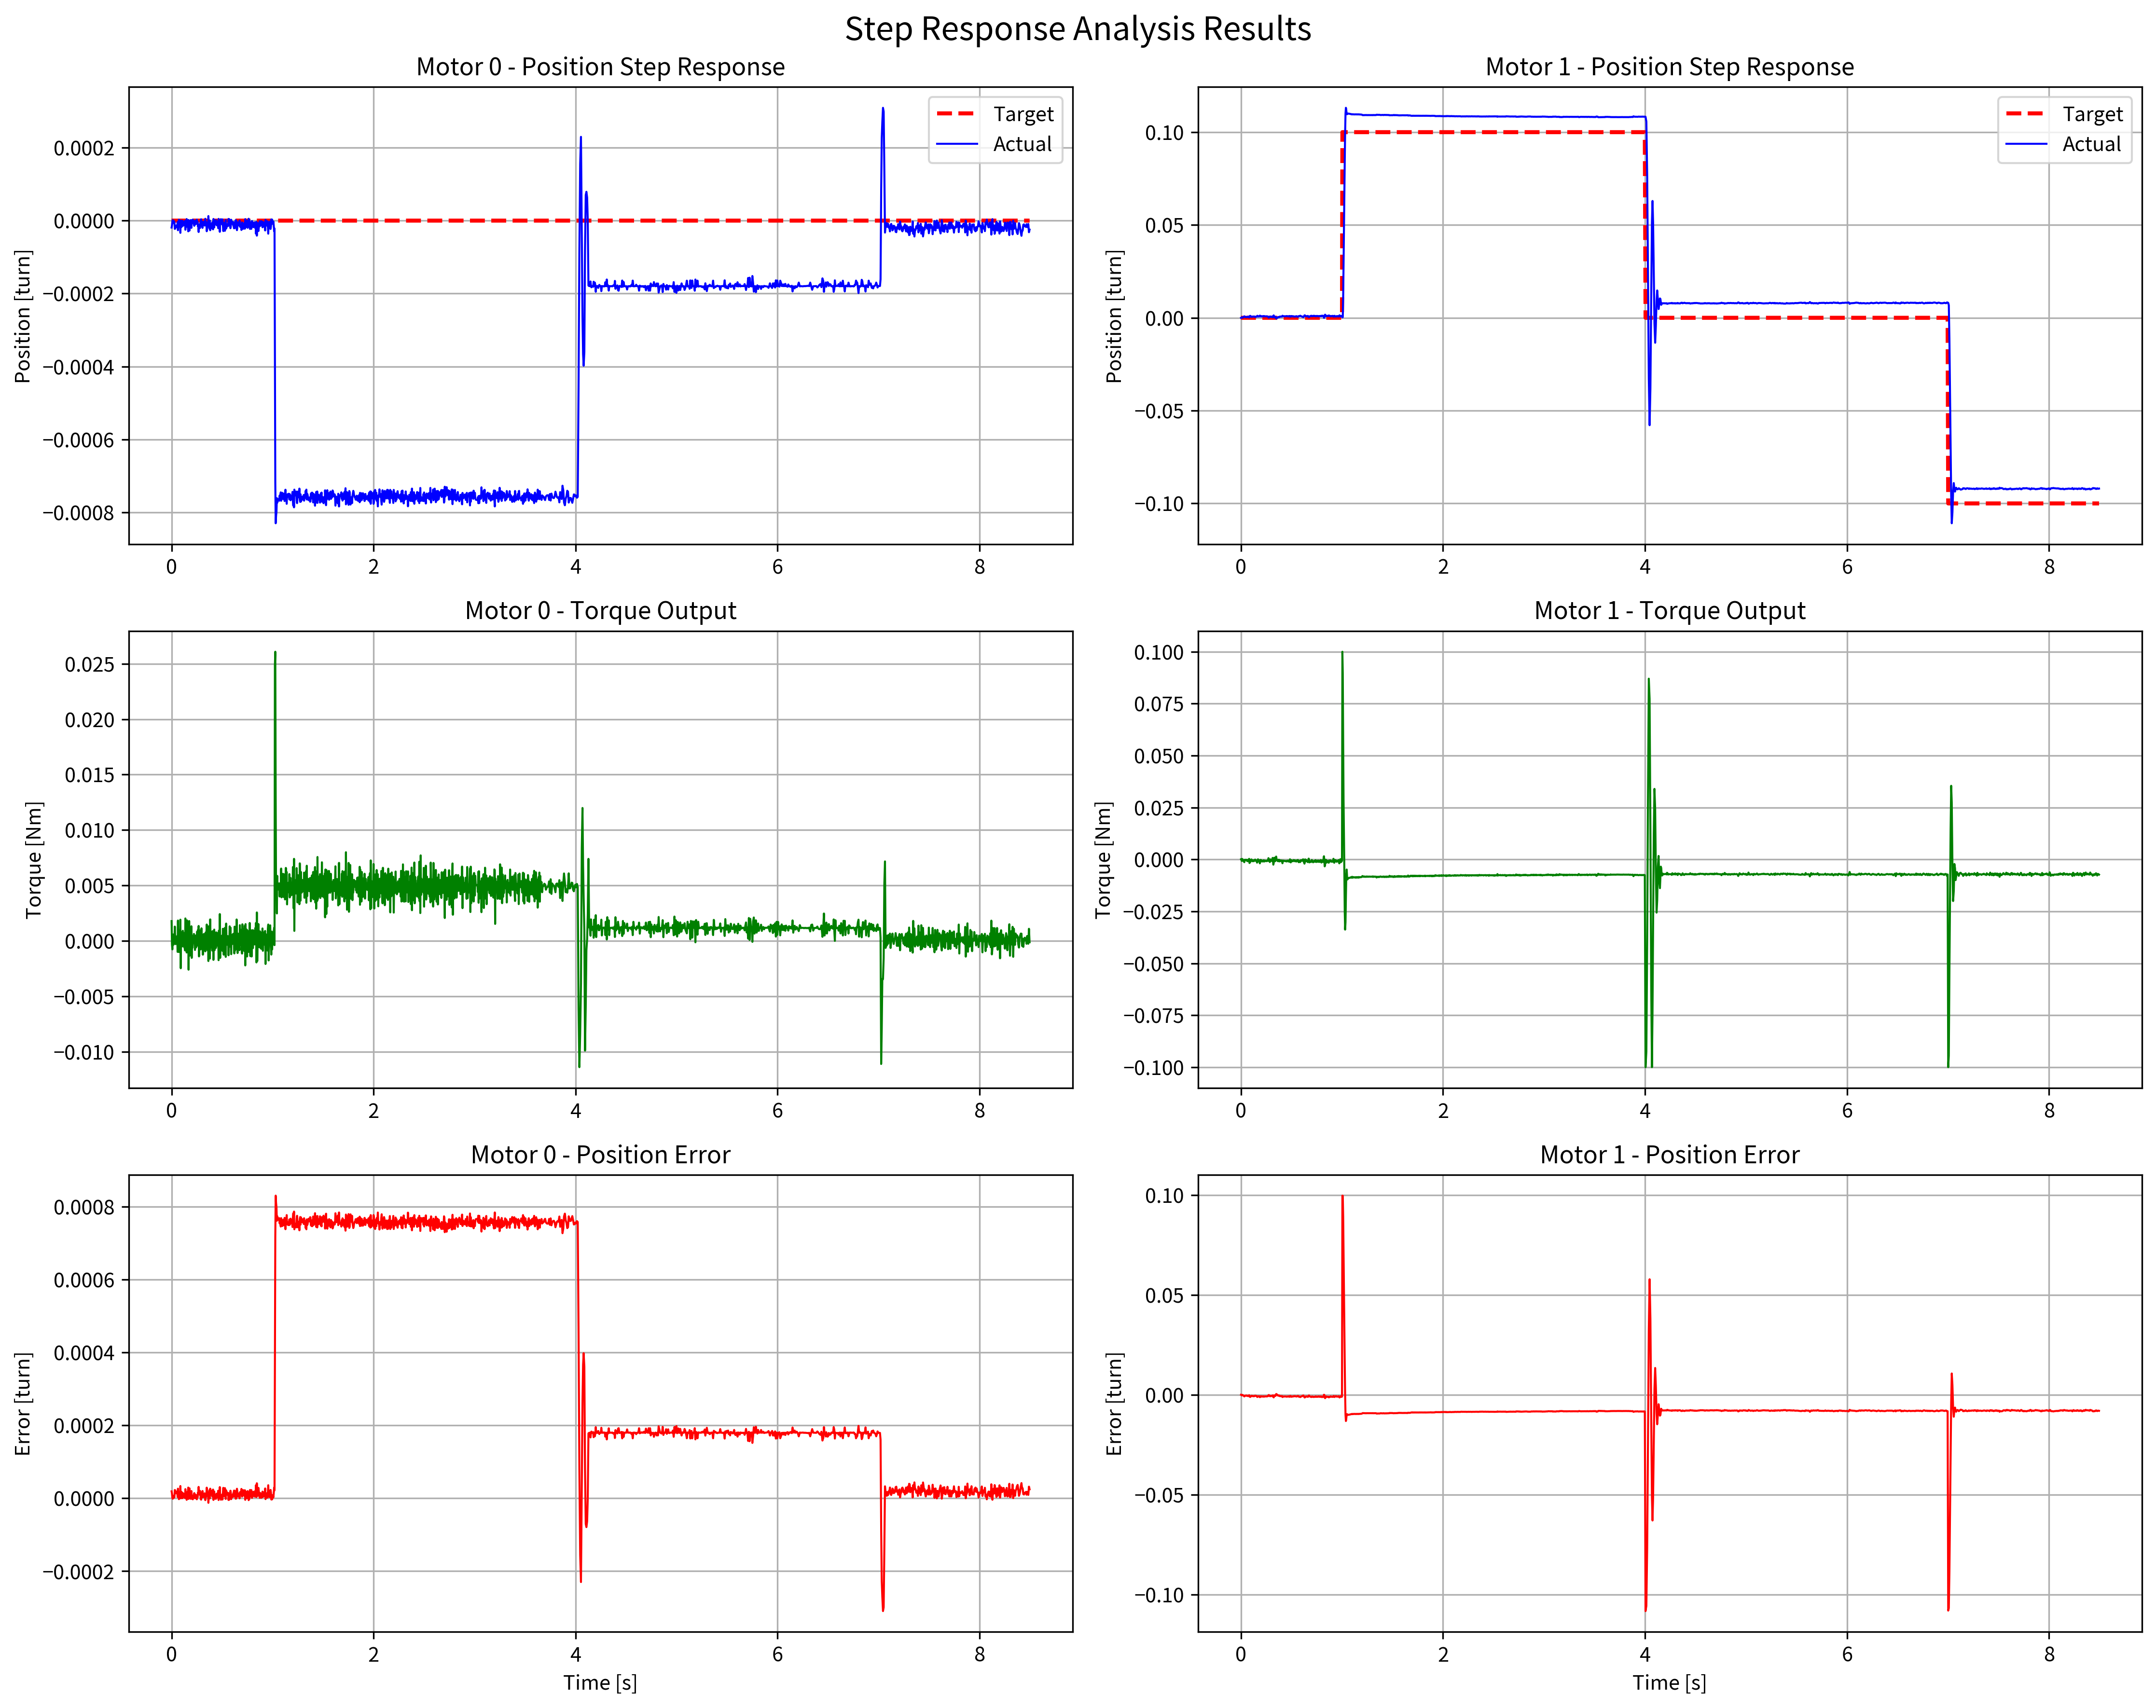 Step Response Analysis Results
Motor 0 - Position Step Response
Position [turn]
0.0002
0.0000
−0.0002
−0.0004
−0.0006
−0.0008
0 2 4 6 8
Target
Actual
Motor 1 - Position Step Response
Position [turn]
0.10
0.05
0.00
−0.05
−0.10
0 2 4 6 8
Target
Actual
Motor 0 - Torque Output
Torque [Nm]
0.025
0.020
0.015
0.010
0.005
0.000
−0.005
−0.010
0 2 4 6 8
Motor 1 - Torque Output
Torque [Nm]
0.100
0.075
0.050
0.025
0.000
−0.025
−0.050
−0.075
−0.100
0 2 4 6 8
Motor 0 - Position Error
Error [turn]
0.0008
0.0006
0.0004
0.0002
0.0000
−0.0002
0 2 4 6 8
Time [s]
Motor 1 - Position Error
Error [turn]
0.10
0.05
0.00
−0.05
−0.10
0 2 4 6 8
Time [s]